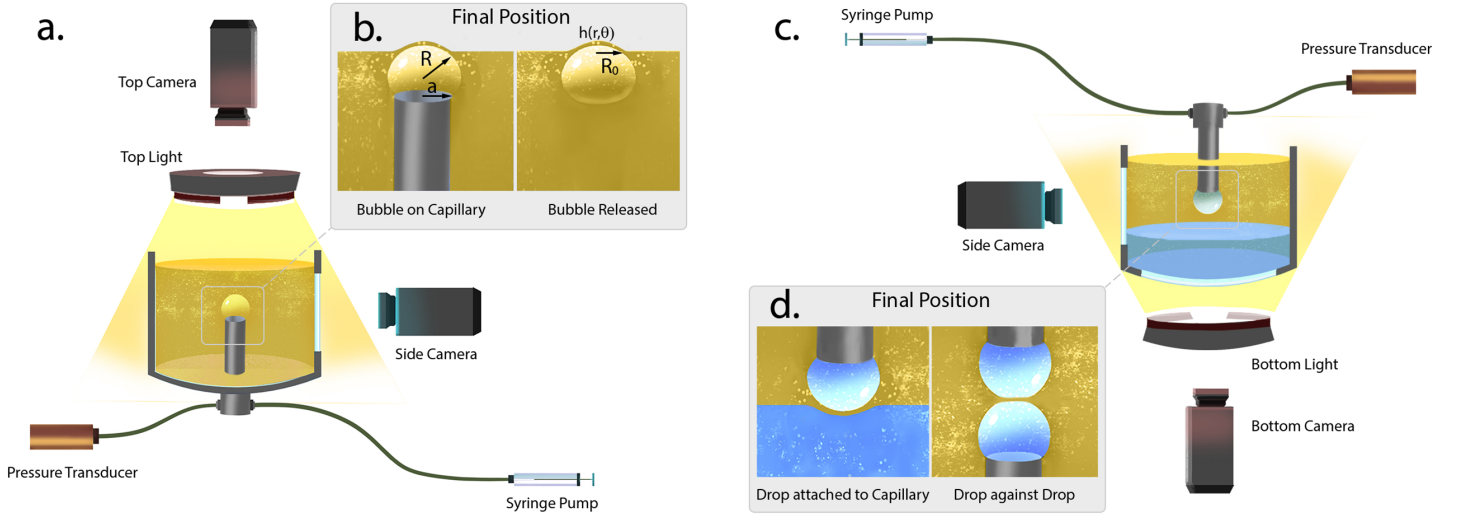 a.
Top Camera
Top Light
Side Camera
Pressure Transducer
Syringe Pump
b.
Final Position
R
a
h(r,θ)
R₀
Bubble on Capillary
Bubble Released
c.
Syringe Pump
Pressure Transducer
Side Camera
Bottom Light
Bottom Camera
d.
Final Position
Drop attached to Capillary
Drop against Drop